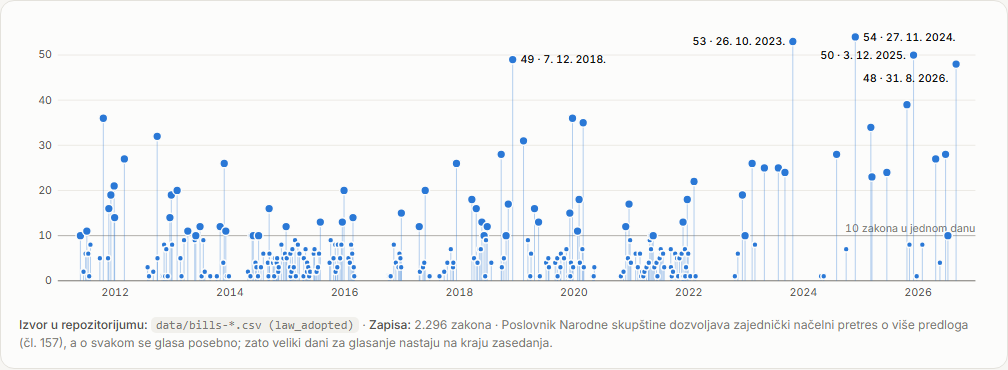 53 · 26. 10. 2023.
54 · 27. 11. 2024.
50
49 · 7. 12. 2018.
50 · 3. 12. 2025.
48 · 31. 8. 2026.
40
30
20
10 zakona u jednom danu
10
0
2012 2014 2016 2018 2020 2022 2024 2026
Izvor u repozitorijumu: data/bills-*.csv (law_adopted) · Zapisa: 2.296 zakona · Poslovnik Narodne skupštine dozvoljava zajednički načelni pretres o više predloga
(čl. 157), a o svakom se glasa posebno; zato veliki dani za glasanje nastaju na kraju zasedanja.